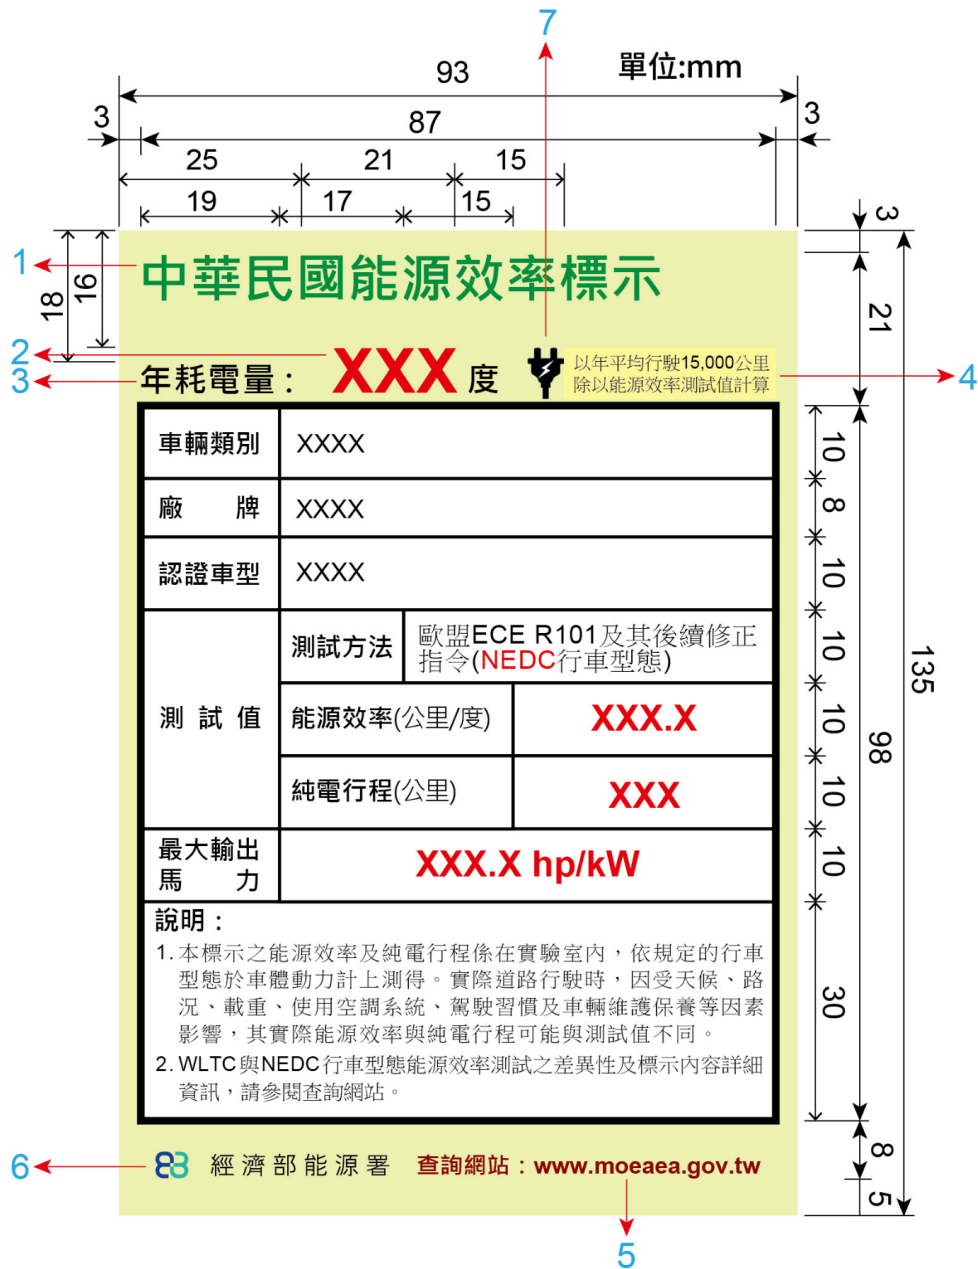 7
單位:mm
93
3 87 3
25 21 15
19 17 15
3
1
中華民國能源效率標示
18
16
21
2
3
年耗電量： XXX 度
以年平均行駛15,000公里
除以能源效率測試值計算
4
車輛類別 XXXX
10
廠 牌 XXXX
8
認證車型 XXXX
10
測試值
測試方法
歐盟ECE R101及其後續修正
指令(NEDC行車型態)
10
135
能源效率(公里/度) XXX.X
10
98
純電行程(公里) XXX
10
最大輸出
馬 力
XXX.X hp/kW
10
說明：
1. 本標示之能源效率及純電行程係在實驗室內，依規定的行車
型態於車體動力計上測得。實際道路行駛時，因受天候、路
況、載重、使用空調系統、駕駛習慣及車輛維護保養等因素
影響，其實際能源效率與純電行程可能與測試值不同。
30
2. WLTC與NEDC行車型態能源效率測試之差異性及標示內容詳細
資訊，請參閱查詢網站。
6
經濟部能源署 查詢網站：www.moeaea.gov.tw
8
5
5